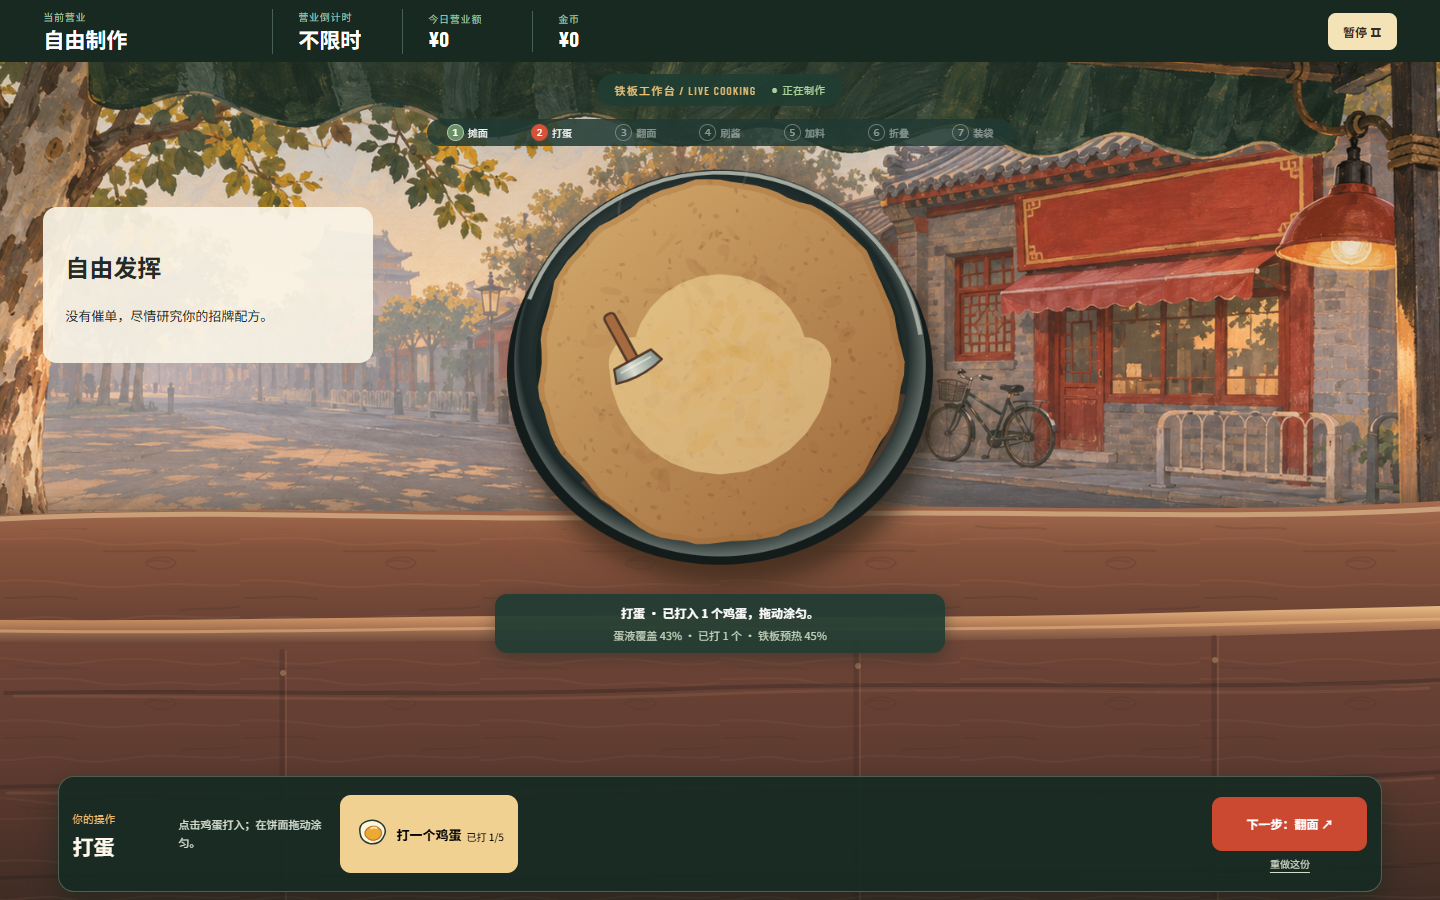 当前营业
自由制作
营业倒计时
不限时
今日营业额
¥0
金币
¥0
暂停 II
铁板工作台 / LIVE COOKING
正在制作
1 摊面
2 打蛋
3 翻面
4 刷酱
5 加料
6 折叠
7 装袋
自由发挥
没有催单，尽情研究你的招牌配方。
打蛋 · 已打入 1 个鸡蛋，拖动涂匀。
蛋液覆盖 43% · 已打 1 个 · 铁板预热 45%
你的操作
打蛋
点击鸡蛋打入；在饼面拖动涂
匀。
打一个鸡蛋 已打 1/5
下一步：翻面 ↗
重做这份